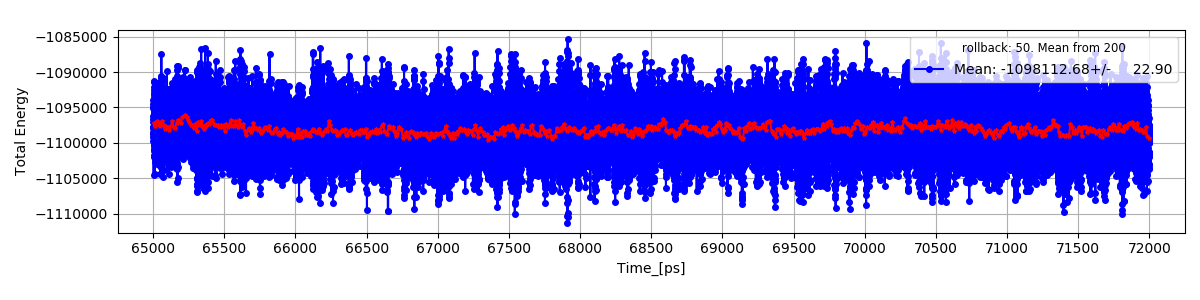 −1085000
−1090000
−1095000
−1100000
−1105000
−1110000
Total Energy
rollback: 50. Mean from 200
Mean: -1098112.68+/-     22.90
65000 65500 66000 66500 67000 67500 68000 68500 69000 69500 70000 70500 71000 71500 72000
Time_[ps]